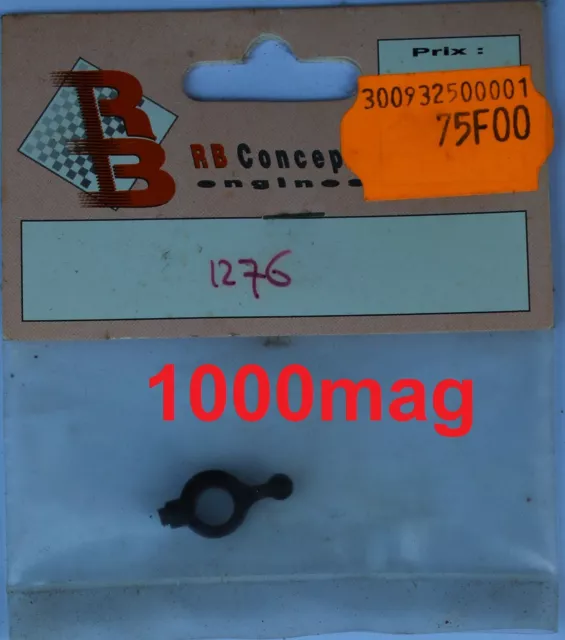 Prix :
300932500001
75F00
RB
RB Concep
engines
1276
1000mag